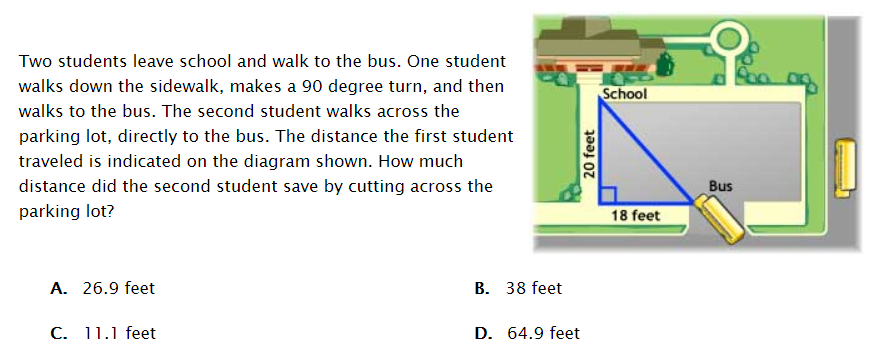 Two students leave school and walk to the bus. One student
walks down the sidewalk, makes a 90 degree turn, and then
walks to the bus. The second student walks across the
parking lot, directly to the bus. The distance the first student
traveled is indicated on the diagram shown. How much
distance did the second student save by cutting across the
parking lot?
School
20 feet
Bus
18 feet
A. 26.9 feet
B. 38 feet
C. 11.1 feet
D. 64.9 feet